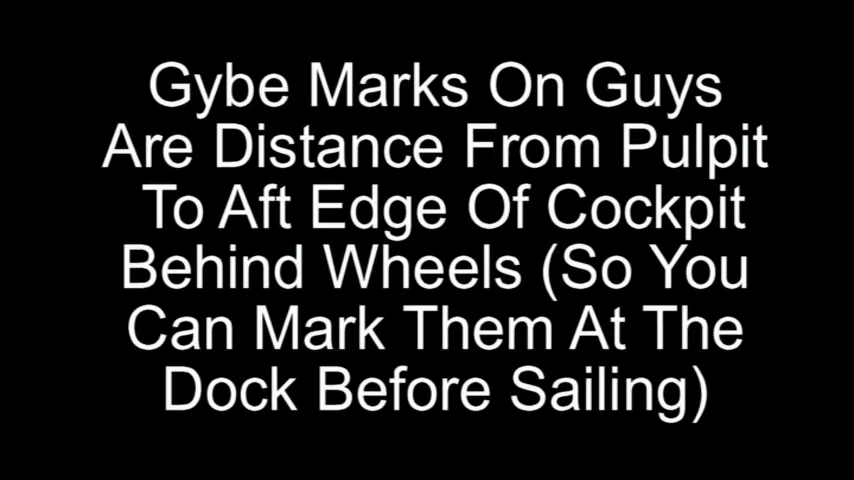 Gybe Marks On Guys
Are Distance From Pulpit
To Aft Edge Of Cockpit
Behind Wheels (So You
Can Mark Them At The
Dock Before Sailing)